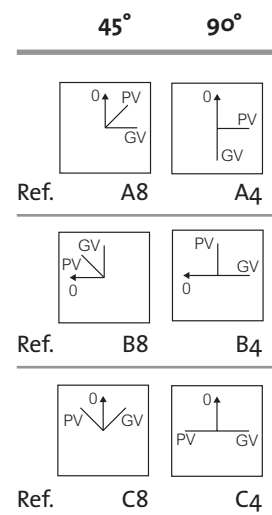 45° 90°
0 PV 0 PV
GV GV
Ref. A8 A4
GV PV
PV GV
0 0
Ref. B8 B4
0 0
PV GV PV GV
Ref. C8 C4